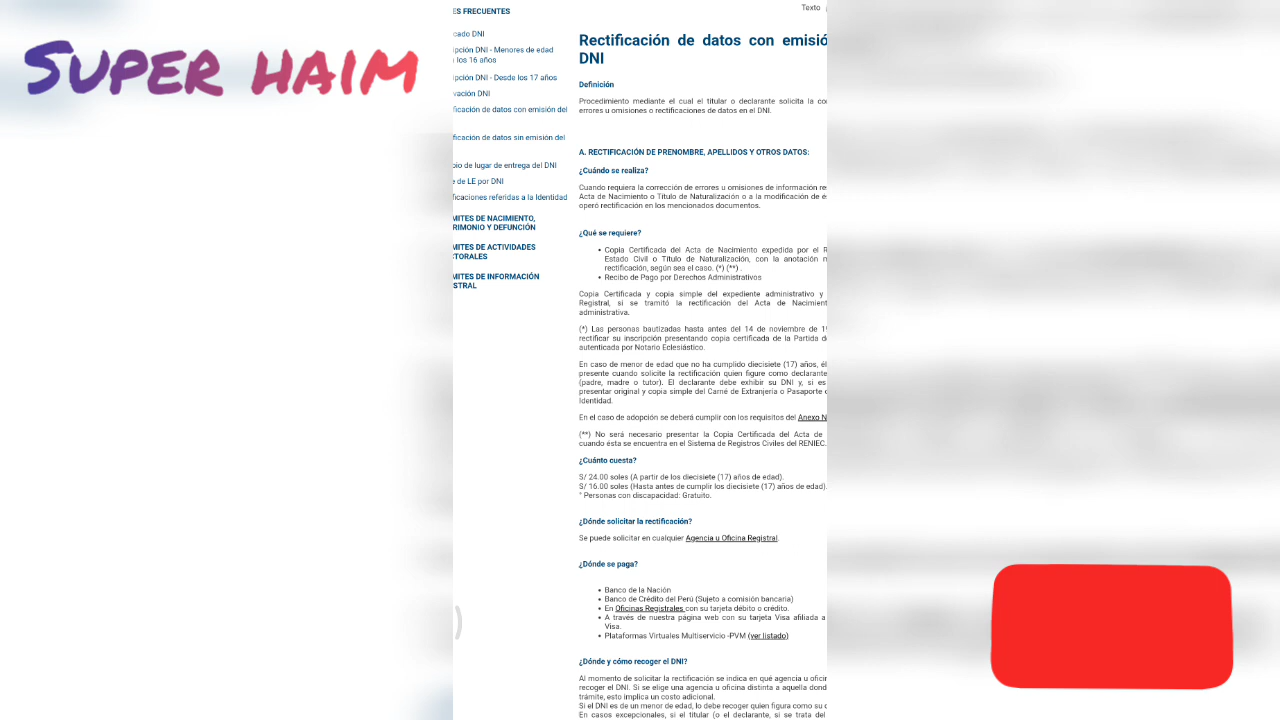 SUPER HAIM
ES FRECUENTES
cado DNI
ipción DNI - Menores de edad
los 16 años
ipción DNI - Desde los 17 años
vación DNI
ficación de datos con emisión del
ficación de datos sin emisión del
bio de lugar de entrega del DNI
e de LE por DNI
ficaciones referidas a la Identidad
MITES DE NACIMIENTO,
RIMONIO Y DEFUNCIÓN
MITES DE ACTIVIDADES
CTORALES
MITES DE INFORMACIÓN
STRAL
Texto
Rectificación de datos con emisió
DNI
Definición
Procedimiento mediante el cual el titular o declarante solicita la co
errores u omisiones o rectificaciones de datos en el DNI.
A. RECTIFICACIÓN DE PRENOMBRE, APELLIDOS Y OTROS DATOS:
¿Cuándo se realiza?
Cuando requiera la corrección de errores u omisiones de información re
Acta de Nacimiento o Título de Naturalización o a la modificación de é
operó rectificación en los mencionados documentos.
¿Qué se requiere?
• Copia Certificada del Acta de Nacimiento expedida por el R
Estado Civil o Título de Naturalización, con la anotación m
rectificación, según sea el caso. (*) (**) .
• Recibo de Pago por Derechos Administrativos
Copia Certificada y copia simple del expediente administrativo y
Registral, si se tramitó la rectificación del Acta de Nacimient
administrativa.
(*) Las personas bautizadas hasta antes del 14 de noviembre de 1
rectificar su inscripción presentando copia certificada de la Partida d
autenticada por Notario Eclesiástico.
En caso de menor de edad que no ha cumplido diecisiete (17) años, él
presente cuando solicite la rectificación quien figure como declarante
(padre, madre o tutor). El declarante debe exhibir su DNI y, si es
presentar original y copia simple del Carné de Extranjería o Pasaporte
Identidad.
En el caso de adopción se deberá cumplir con los requisitos del Anexo N
(**) No será necesario presentar la Copia Certificada del Acta de
cuando ésta se encuentra en el Sistema de Registros Civiles del RENIEC.
¿Cuánto cuesta?
S/ 24.00 soles (A partir de los diecisiete (17) años de edad).
S/ 16.00 soles (Hasta antes de cumplir los diecisiete (17) años de edad).
° Personas con discapacidad: Gratuito.
¿Dónde solicitar la rectificación?
Se puede solicitar en cualquier Agencia u Oficina Registral.
¿Dónde se paga?
• Banco de la Nación
• Banco de Crédito del Perú (Sujeto a comisión bancaria)
• En Oficinas Registrales con su tarjeta débito o crédito.
• A través de nuestra página web con su tarjeta Visa afiliada a
Visa.
• Plataformas Virtuales Multiservicio -PVM (ver listado)
¿Dónde y cómo recoger el DNI?
Al momento de solicitar la rectificación se indica en qué agencia u ofici
recoger el DNI. Si se elige una agencia u oficina distinta a aquella dond
trámite, esto implica un costo adicional.
Si el DNI es de un menor de edad, lo debe recoger quien figura como su
En casos excepcionales, si el titular (o el declarante, si se trata del